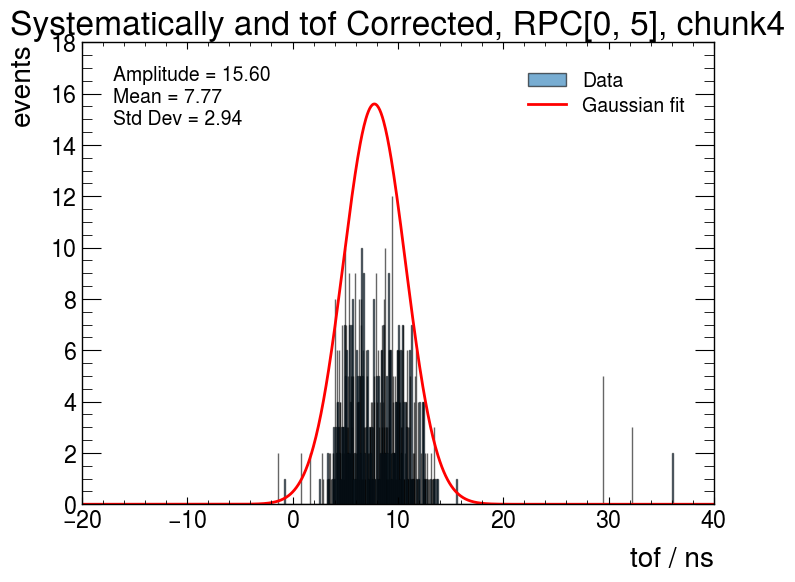 Systematically and tof Corrected, RPC[0, 5], chunk4
events
18
16
14
12
10
8
6
4
2
0
Amplitude = 15.60
Mean = 7.77
Std Dev = 2.94
Data
Gaussian fit
−20
−10
0
10
20
30
40
tof / ns